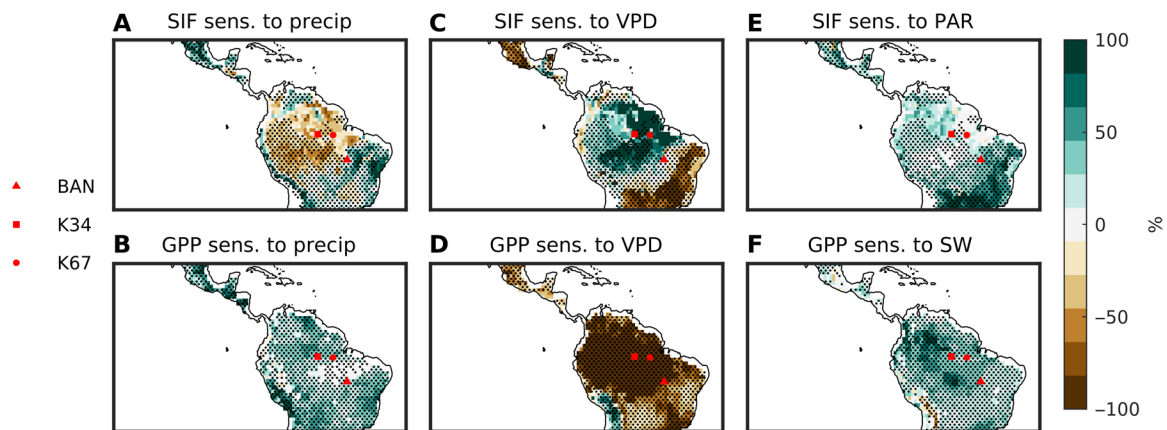 A SIF sens. to precip
C SIF sens. to VPD
E SIF sens. to PAR
100
50
0
−50
−100
%
BAN
K34
K67
B GPP sens. to precip
D GPP sens. to VPD
F GPP sens. to SW